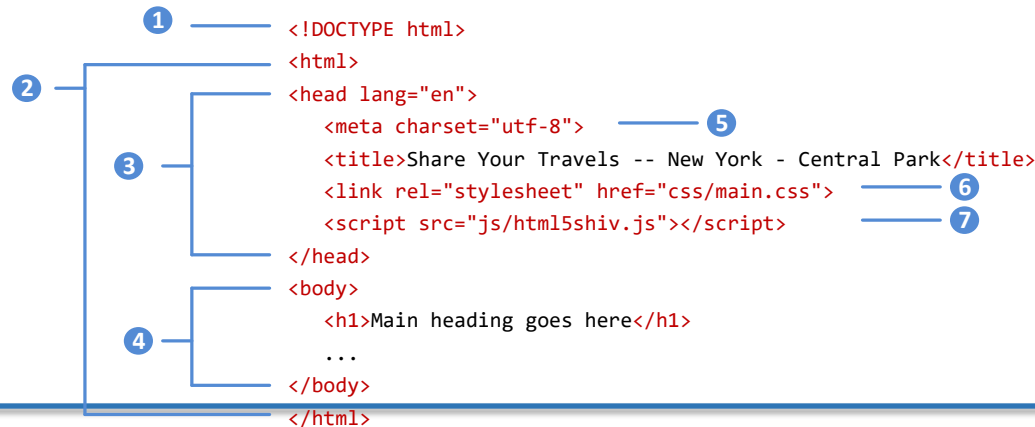 1 <!DOCTYPE html>
<html>
2 <head lang="en">
<meta charset="utf-8"> 5
3 <title>Share Your Travels -- New York - Central Park</title>
<link rel="stylesheet" href="css/main.css"> 6
<script src="js/html5shiv.js"></script> 7
</head>
<body>
<h1>Main heading goes here</h1>
4 ...
</body>
</html>